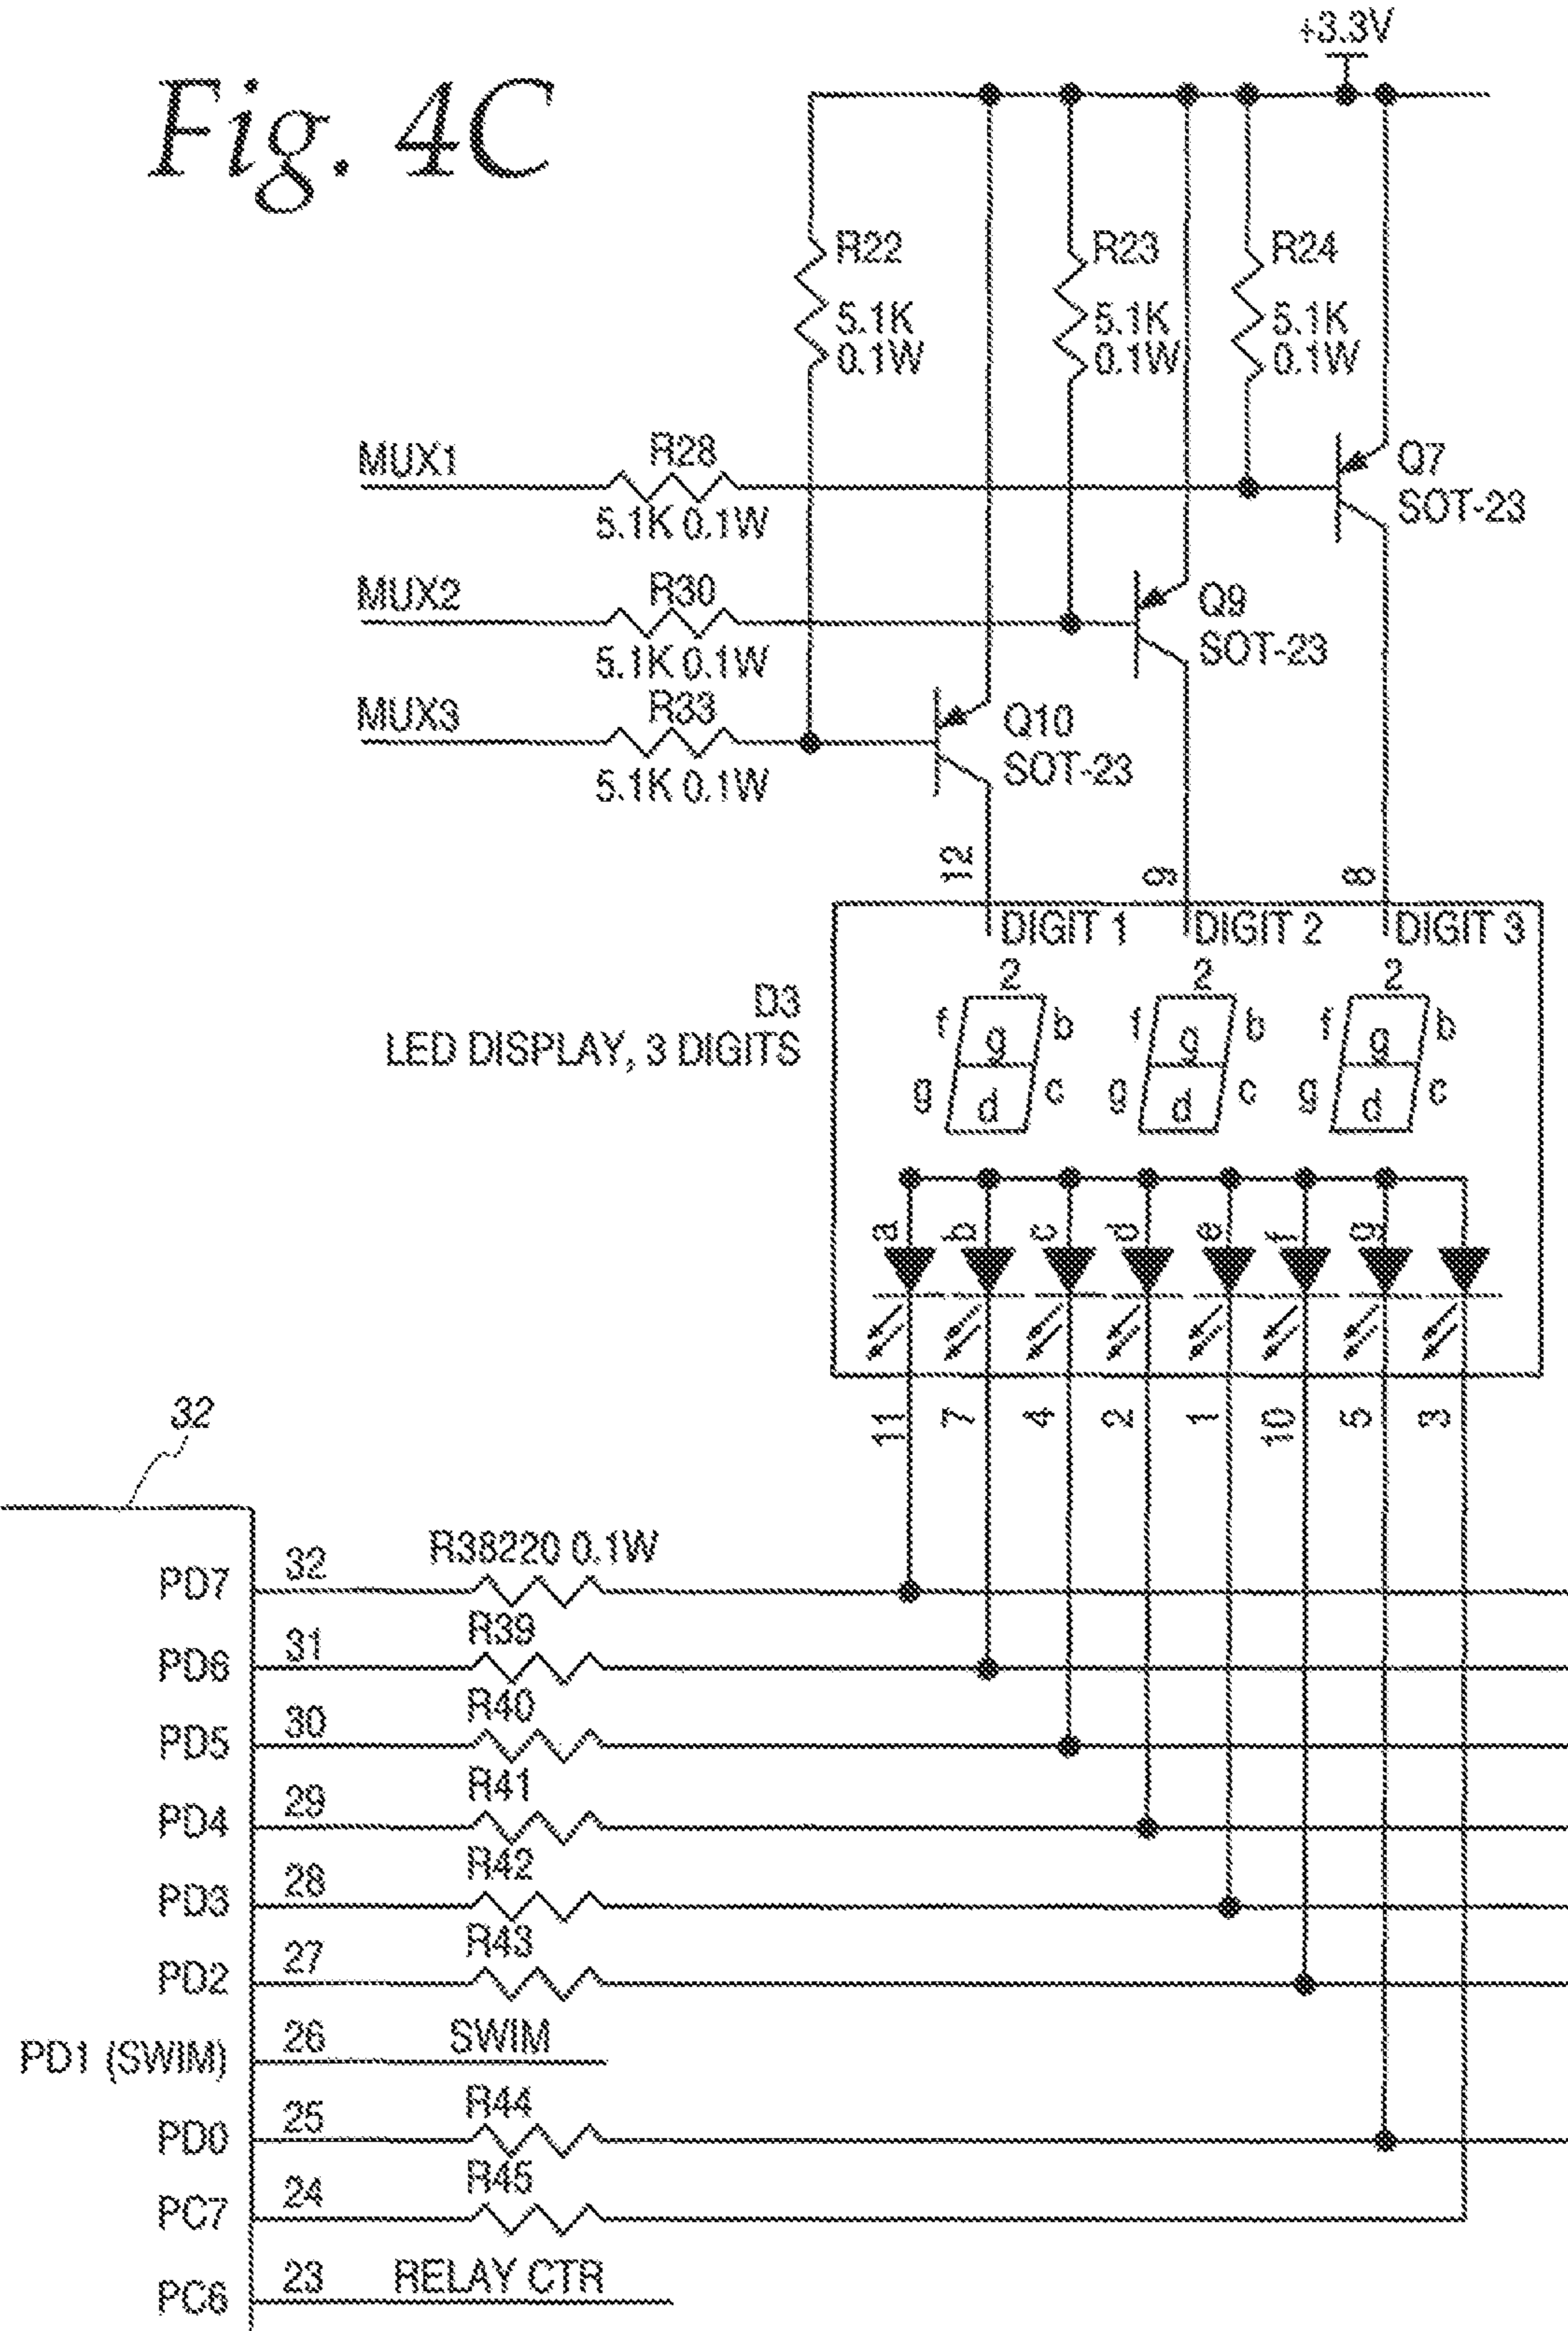 Fig. 4C
+3.3V
R22
5.1K
0.1W
R23
5.1K
0.1W
R24
5.1K
0.1W
MUX1
R28
5.1K 0.1W
Q7
SOT-23
MUX2
R30
5.1K 0.1W
Q9
SOT-23
MUX3
R33
5.1K 0.1W
Q10
SOT-23
12
9
8
DIGIT 1
DIGIT 2
DIGIT 3
D3
LED DISPLAY, 3 DIGITS
2
f
g
b
g
d
c
2
f
g
b
g
d
c
2
f
g
b
g
d
c
a
b
c
d
e
f
g
11
7
4
2
1
10
5
3
32
PD7
32
R38220 0.1W
PD6
31
R39
PD5
30
R40
PD4
29
R41
PD3
28
R42
PD2
27
R43
PD1 (SWIM)
26
SWIM
PD0
25
R44
PC7
24
R45
PC6
23
RELAY CTR